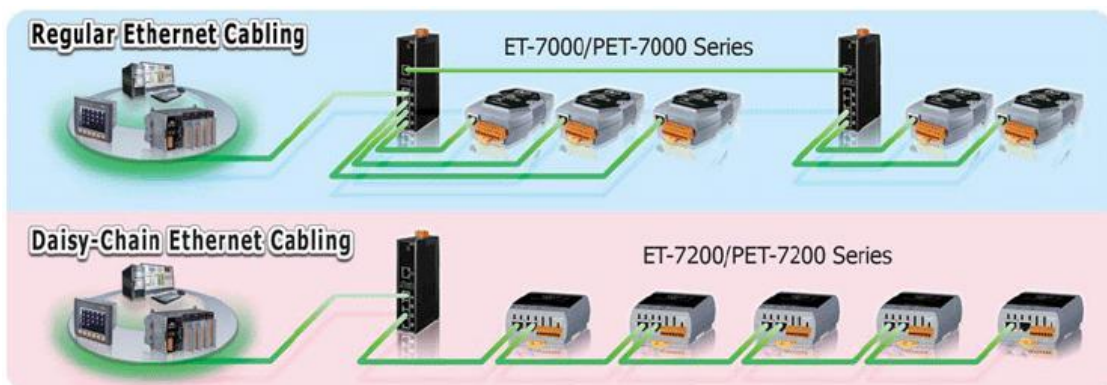 Regular Ethernet Cabling
ET-7000/PET-7000 Series
Daisy-Chain Ethernet Cabling
ET-7200/PET-7200 Series